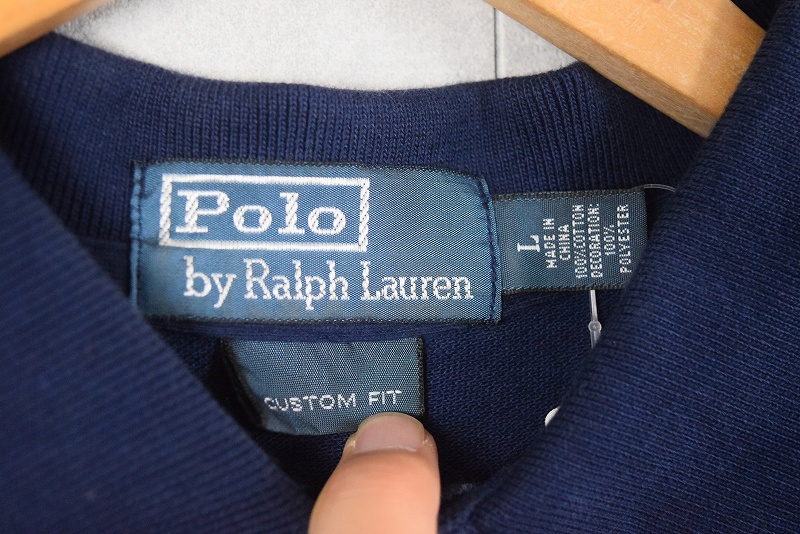 Polo
by Ralph Lauren
L
MADE IN
CHINA
100%COTTON
DECORATION:
100%
POLYESTER
CUSTOM FIT